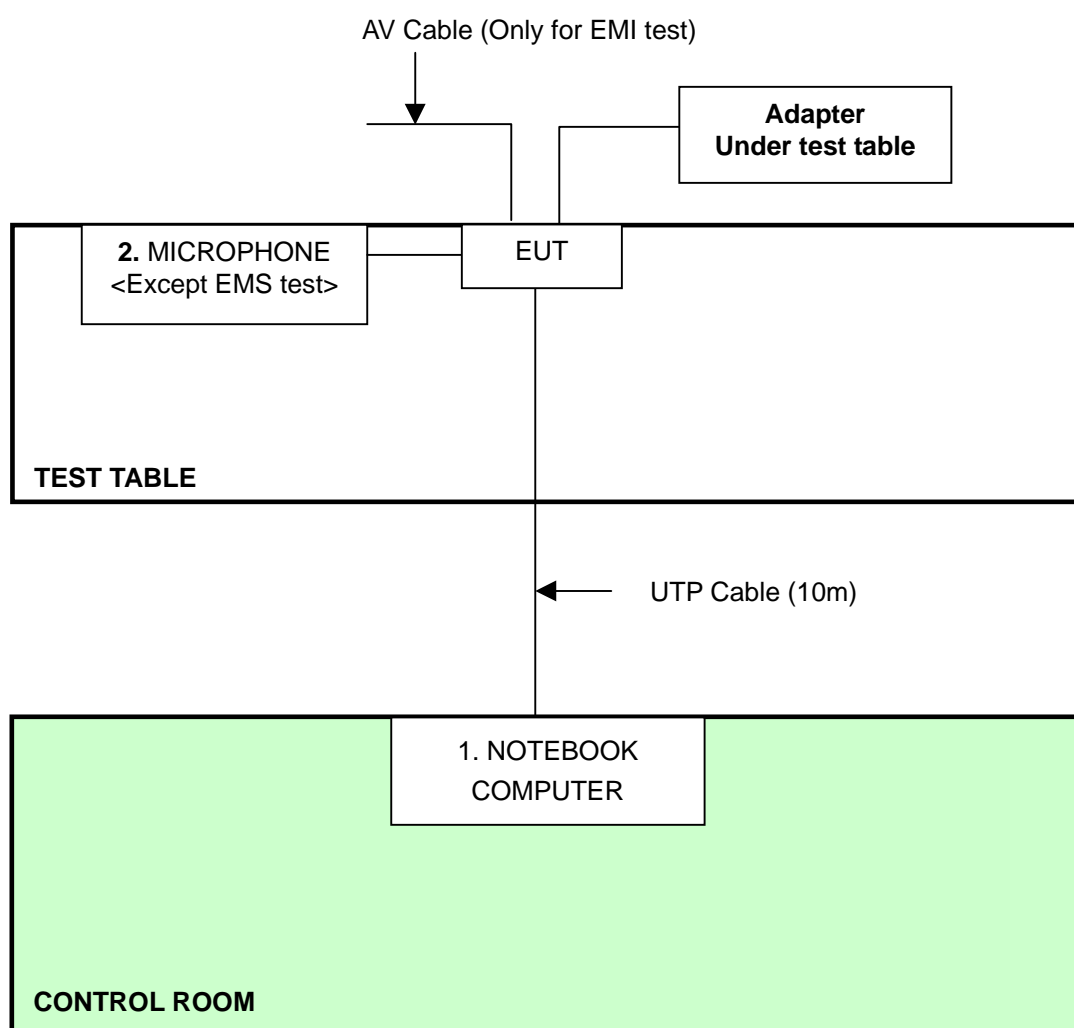 AV Cable (Only for EMI test)
Adapter
Under test table
2. MICROPHONE
<Except EMS test>
EUT
TEST TABLE
UTP Cable (10m)
1. NOTEBOOK
COMPUTER
CONTROL ROOM